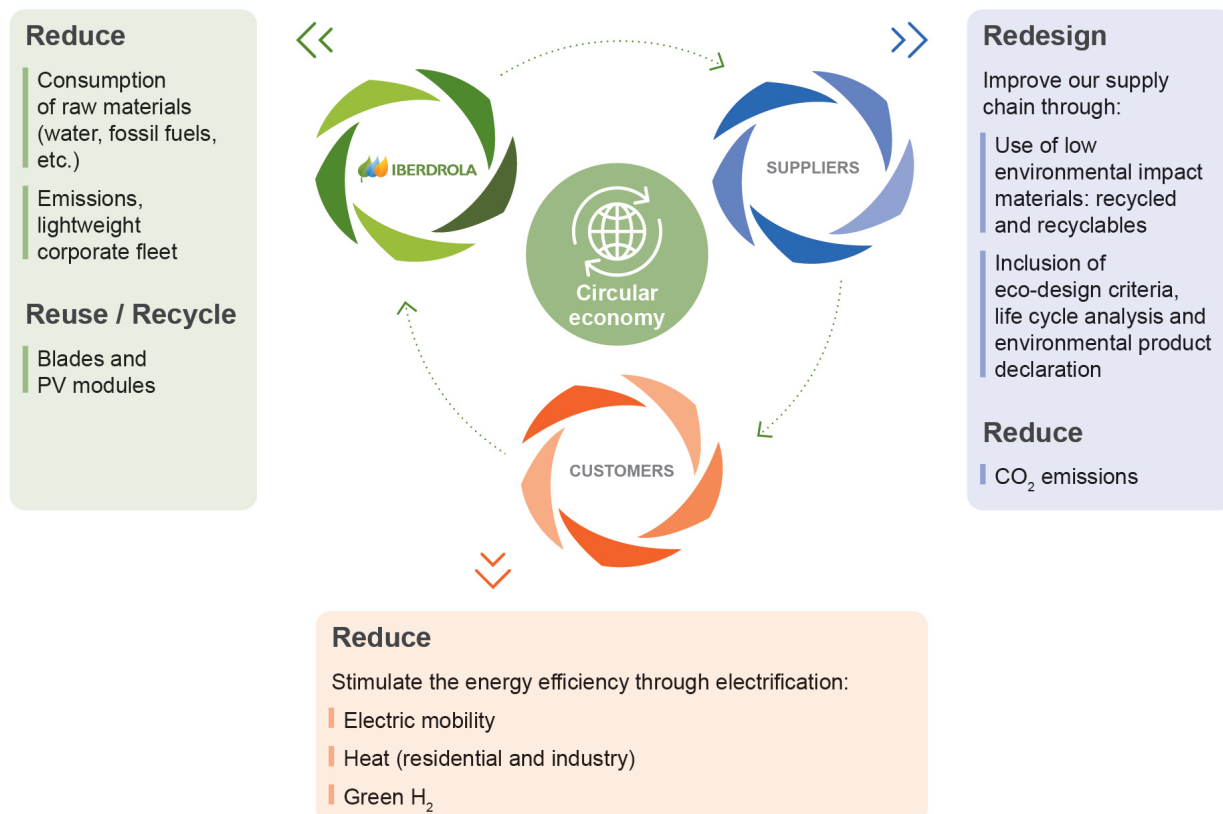 Reduce
Consumption
of raw materials
(water, fossil fuels,
etc.)
Emissions,
lightweight
corporate fleet
Reuse / Recycle
Blades and
PV modules
IBERDROLA
SUPPLIERS
Circular
economy
CUSTOMERS
Redesign
Improve our supply
chain through:
Use of low
environmental impact
materials: recycled
and recyclables
Inclusion of
eco-design criteria,
life cycle analysis and
environmental product
declaration
Reduce
CO₂ emissions
Reduce
Stimulate the energy efficiency through electrification:
Electric mobility
Heat (residential and industry)
Green H₂